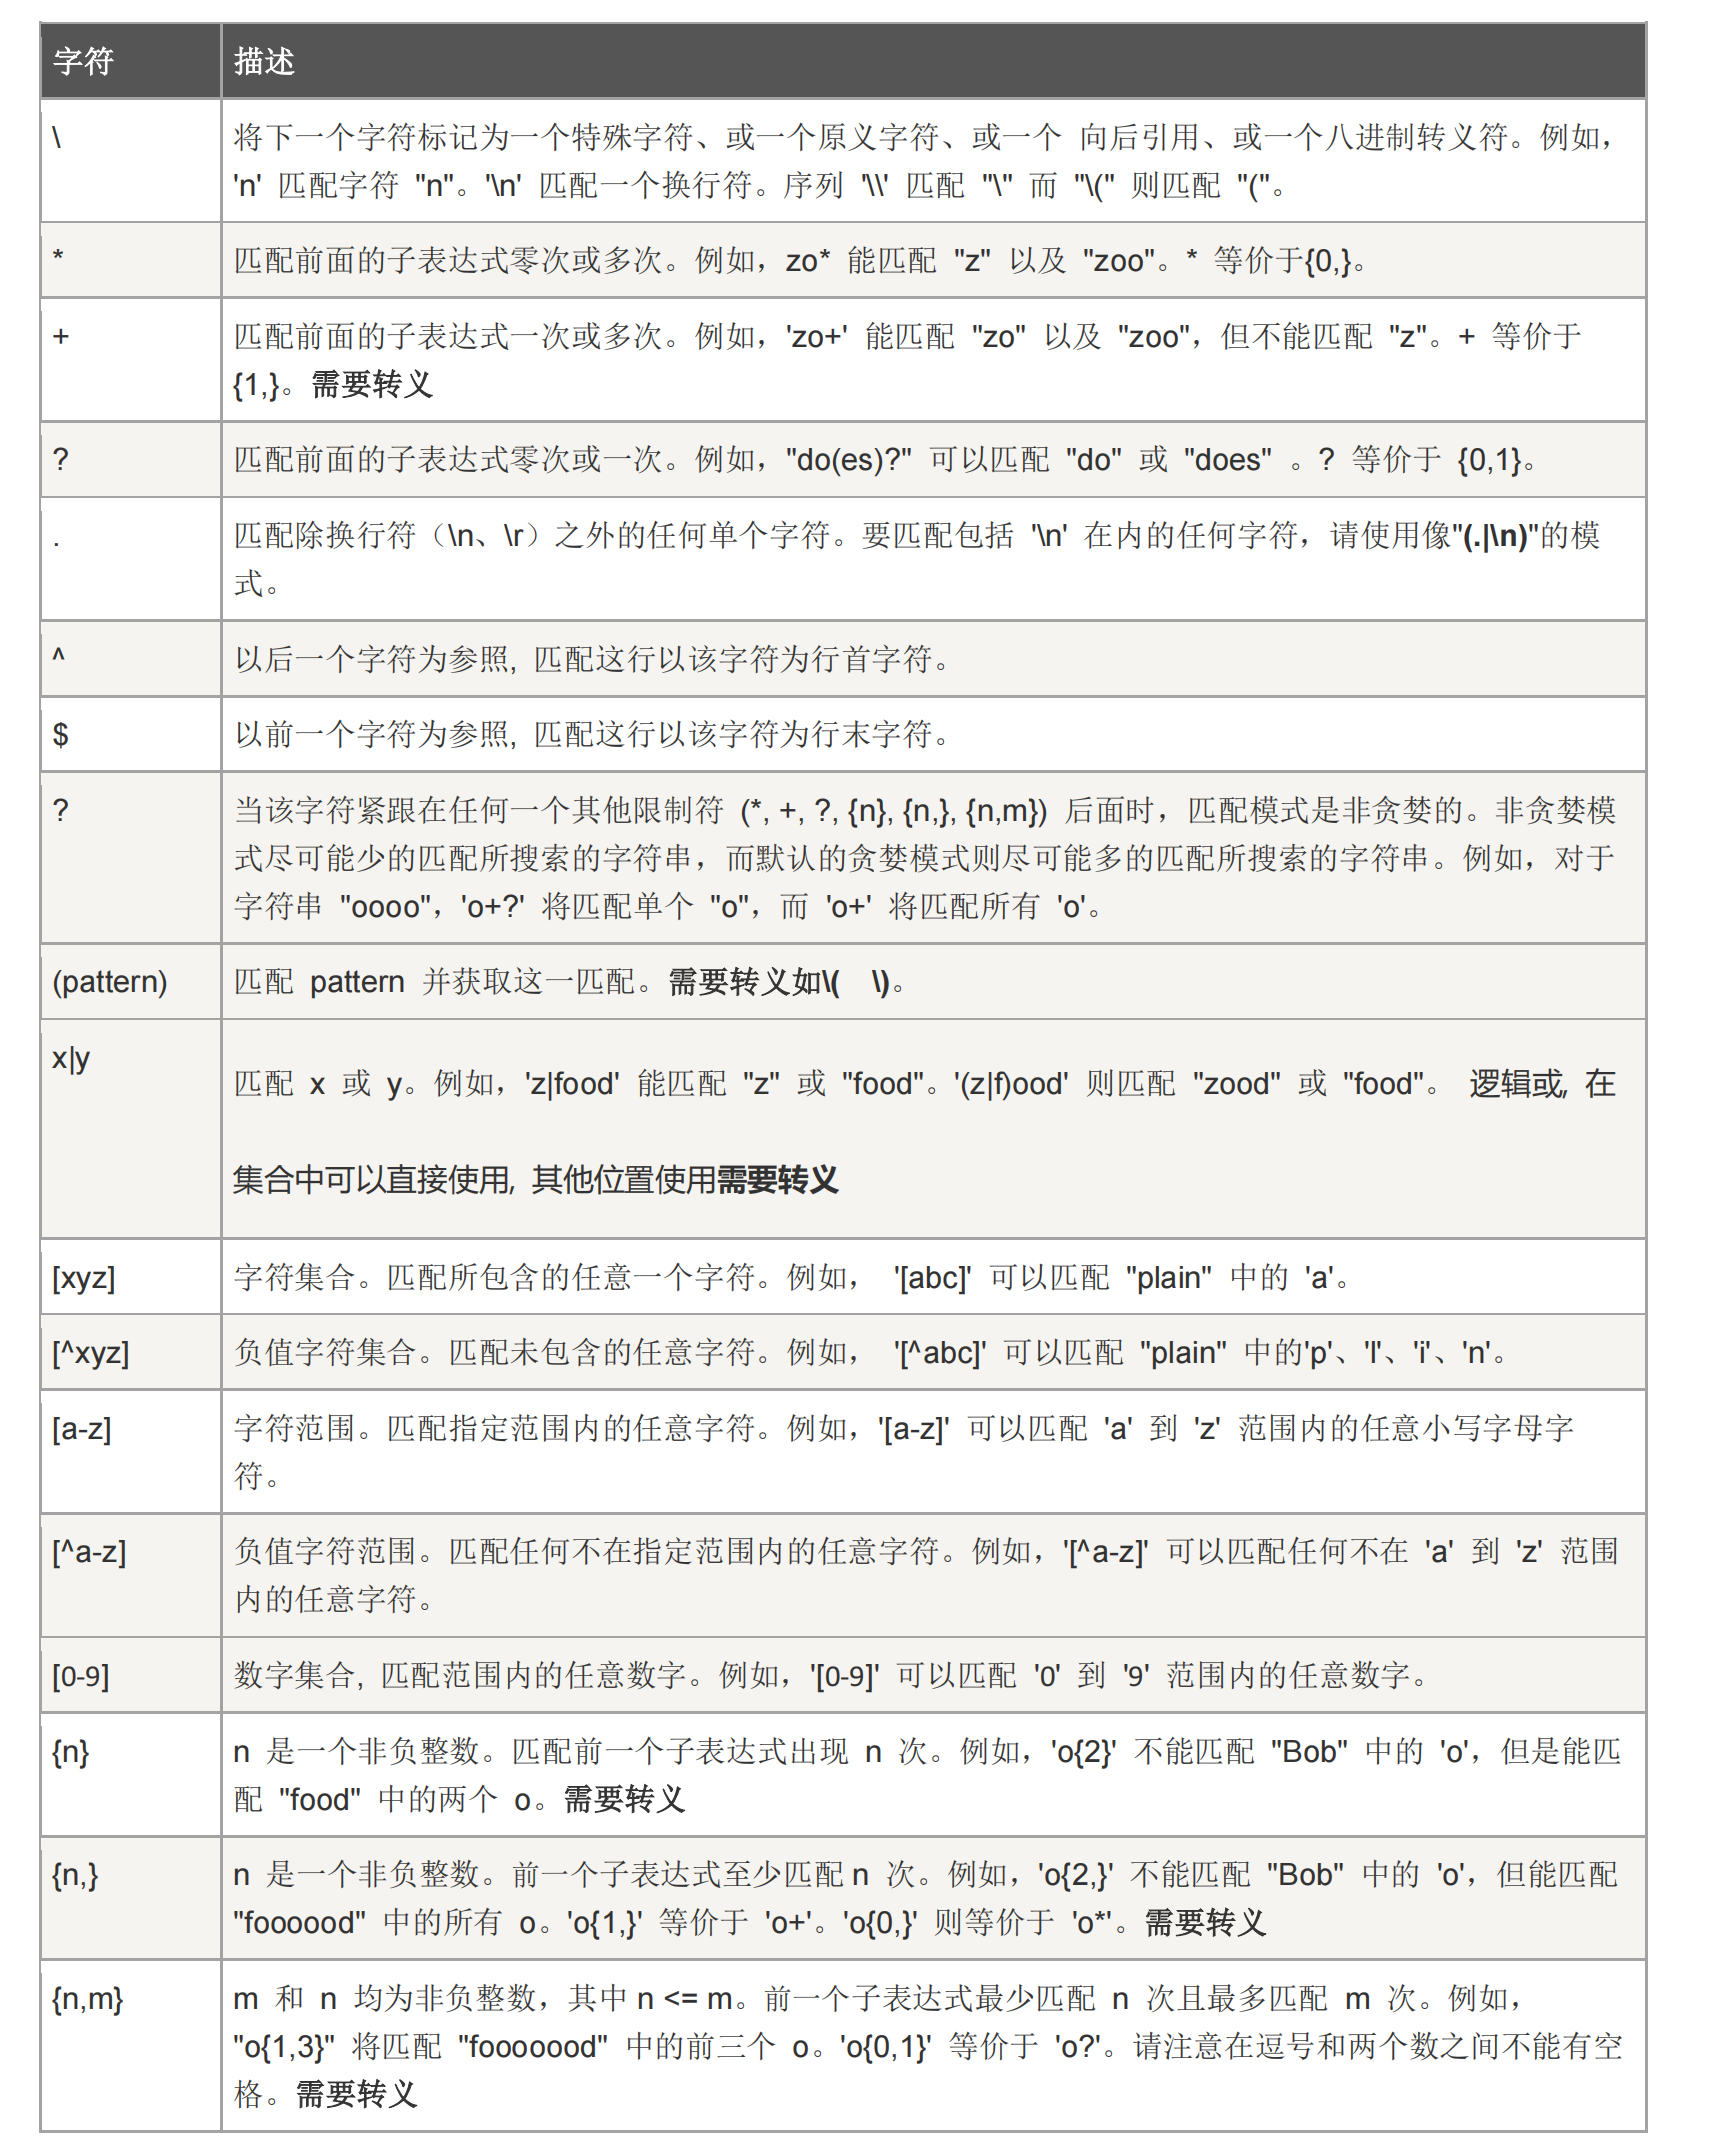 字符 描述
\ 将下一个字符标记为一个特殊字符、或一个原义字符、或一个 向后引用、或一个八进制转义符。例如，
'n' 匹配字符 "n"。'\n' 匹配一个换行符。序列 '\\' 匹配 "\" 而 "\(" 则匹配 "("。
* 匹配前面的子表达式零次或多次。例如，zo* 能匹配 "z" 以及 "zoo"。* 等价于{0,}。
+ 匹配前面的子表达式一次或多次。例如，'zo+' 能匹配 "zo" 以及 "zoo"，但不能匹配 "z"。+ 等价于
{1,}。需要转义
? 匹配前面的子表达式零次或一次。例如，"do(es)?" 可以匹配 "do" 或 "does" 。? 等价于 {0,1}。
. 匹配除换行符（\n、\r）之外的任何单个字符。要匹配包括 '\n' 在内的任何字符，请使用像"(.|\n)"的模
式。
^ 以后一个字符为参照, 匹配这行以该字符为行首字符。
$ 以前一个字符为参照, 匹配这行以该字符为行末字符。
? 当该字符紧跟在任何一个其他限制符 (*, +, ?, {n}, {n,}, {n,m}) 后面时，匹配模式是非贪婪的。非贪婪模
式尽可能少的匹配所搜索的字符串，而默认的贪婪模式则尽可能多的匹配所搜索的字符串。例如，对于
字符串 "oooo"，'o+?' 将匹配单个 "o"，而 'o+' 将匹配所有 'o'。
(pattern) 匹配 pattern 并获取这一匹配。需要转义如\( \)。
x|y 匹配 x 或 y。例如，'z|food' 能匹配 "z" 或 "food"。'(z|f)ood' 则匹配 "zood" 或 "food"。 逻辑或, 在
集合中可以直接使用, 其他位置使用需要转义
[xyz] 字符集合。匹配所包含的任意一个字符。例如， '[abc]' 可以匹配 "plain" 中的 'a'。
[^xyz] 负值字符集合。匹配未包含的任意字符。例如， '[^abc]' 可以匹配 "plain" 中的'p'、'l'、'i'、'n'。
[a-z] 字符范围。匹配指定范围内的任意字符。例如，'[a-z]' 可以匹配 'a' 到 'z' 范围内的任意小写字母字
符。
[^a-z] 负值字符范围。匹配任何不在指定范围内的任意字符。例如，'[^a-z]' 可以匹配任何不在 'a' 到 'z' 范围
内的任意字符。
[0-9] 数字集合, 匹配范围内的任意数字。例如，'[0-9]' 可以匹配 '0' 到 '9' 范围内的任意数字。
{n} n 是一个非负整数。匹配前一个子表达式出现 n 次。例如，'o{2}' 不能匹配 "Bob" 中的 'o'，但是能匹
配 "food" 中的两个 o。需要转义
{n,} n 是一个非负整数。前一个子表达式至少匹配 n 次。例如，'o{2,}' 不能匹配 "Bob" 中的 'o'，但能匹配
"foooood" 中的所有 o。'o{1,}' 等价于 'o+'。'o{0,}' 则等价于 'o*'。需要转义
{n,m} m 和 n 均为非负整数，其中 n <= m。前一个子表达式最少匹配 n 次且最多匹配 m 次。例如，
"o{1,3}" 将匹配 "fooooood" 中的前三个 o。'o{0,1}' 等价于 'o?'。请注意在逗号和两个数之间不能有空
格。需要转义